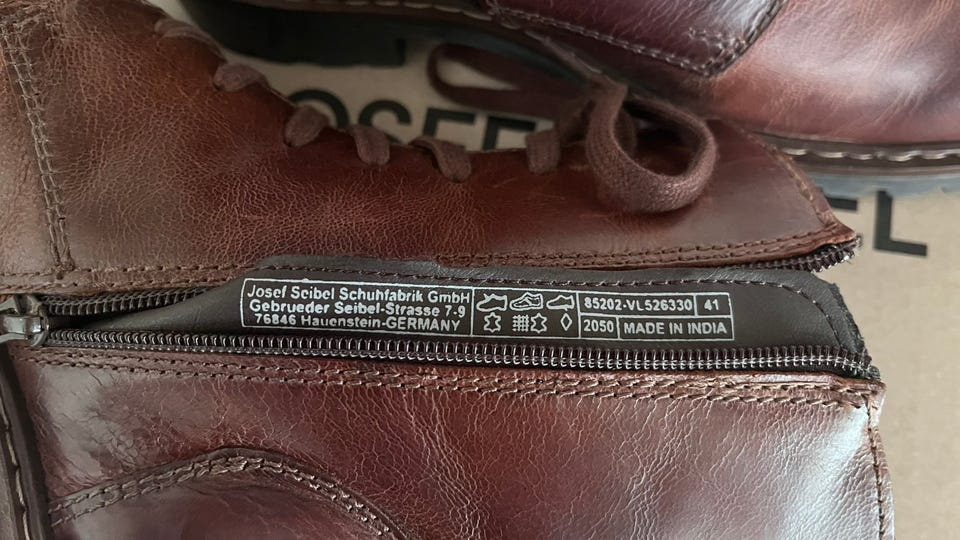 Josef Seibel Schuhfabrik GmbH
Gebrueder Seibel-Strasse 7-9
76846 Hauenstein-GERMANY
85202-VL526330 41
2050 MADE IN INDIA